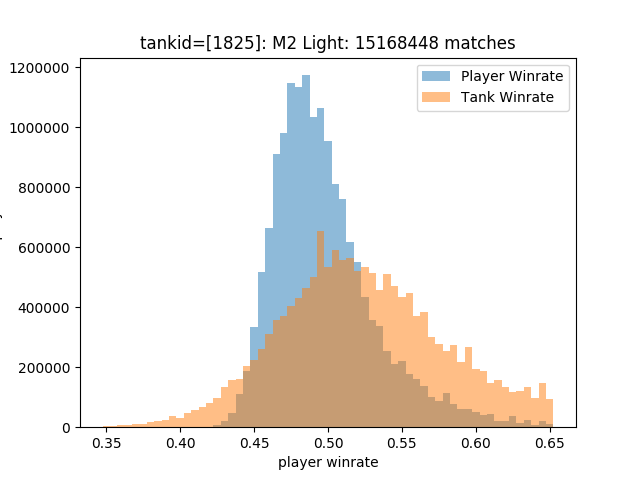 tankid=[1825]: M2 Light: 15168448 matches
1200000
1000000
800000
600000
400000
200000
0
Player Winrate
Tank Winrate
0.35 0.40 0.45 0.50 0.55 0.60 0.65
player winrate